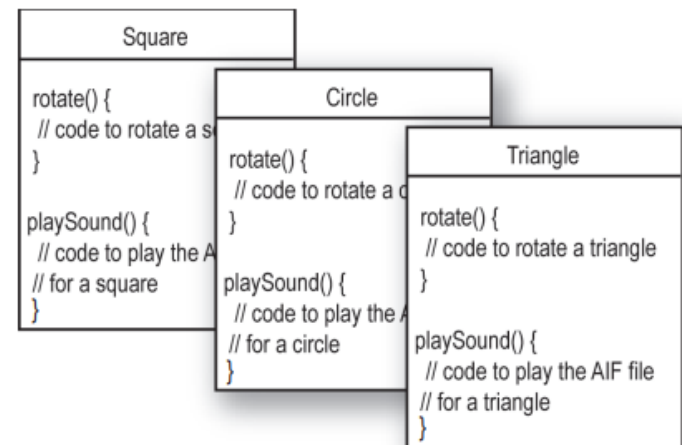 Square
rotate() {
// code to rotate a s
}
playSound() {
// code to play the A
// for a square
}
Circle
rotate() {
// code to rotate a
}
playSound() {
// code to play the
// for a circle
}
Triangle
rotate() {
// code to rotate a triangle
}
playSound() {
// code to play the AIF file
// for a triangle
}